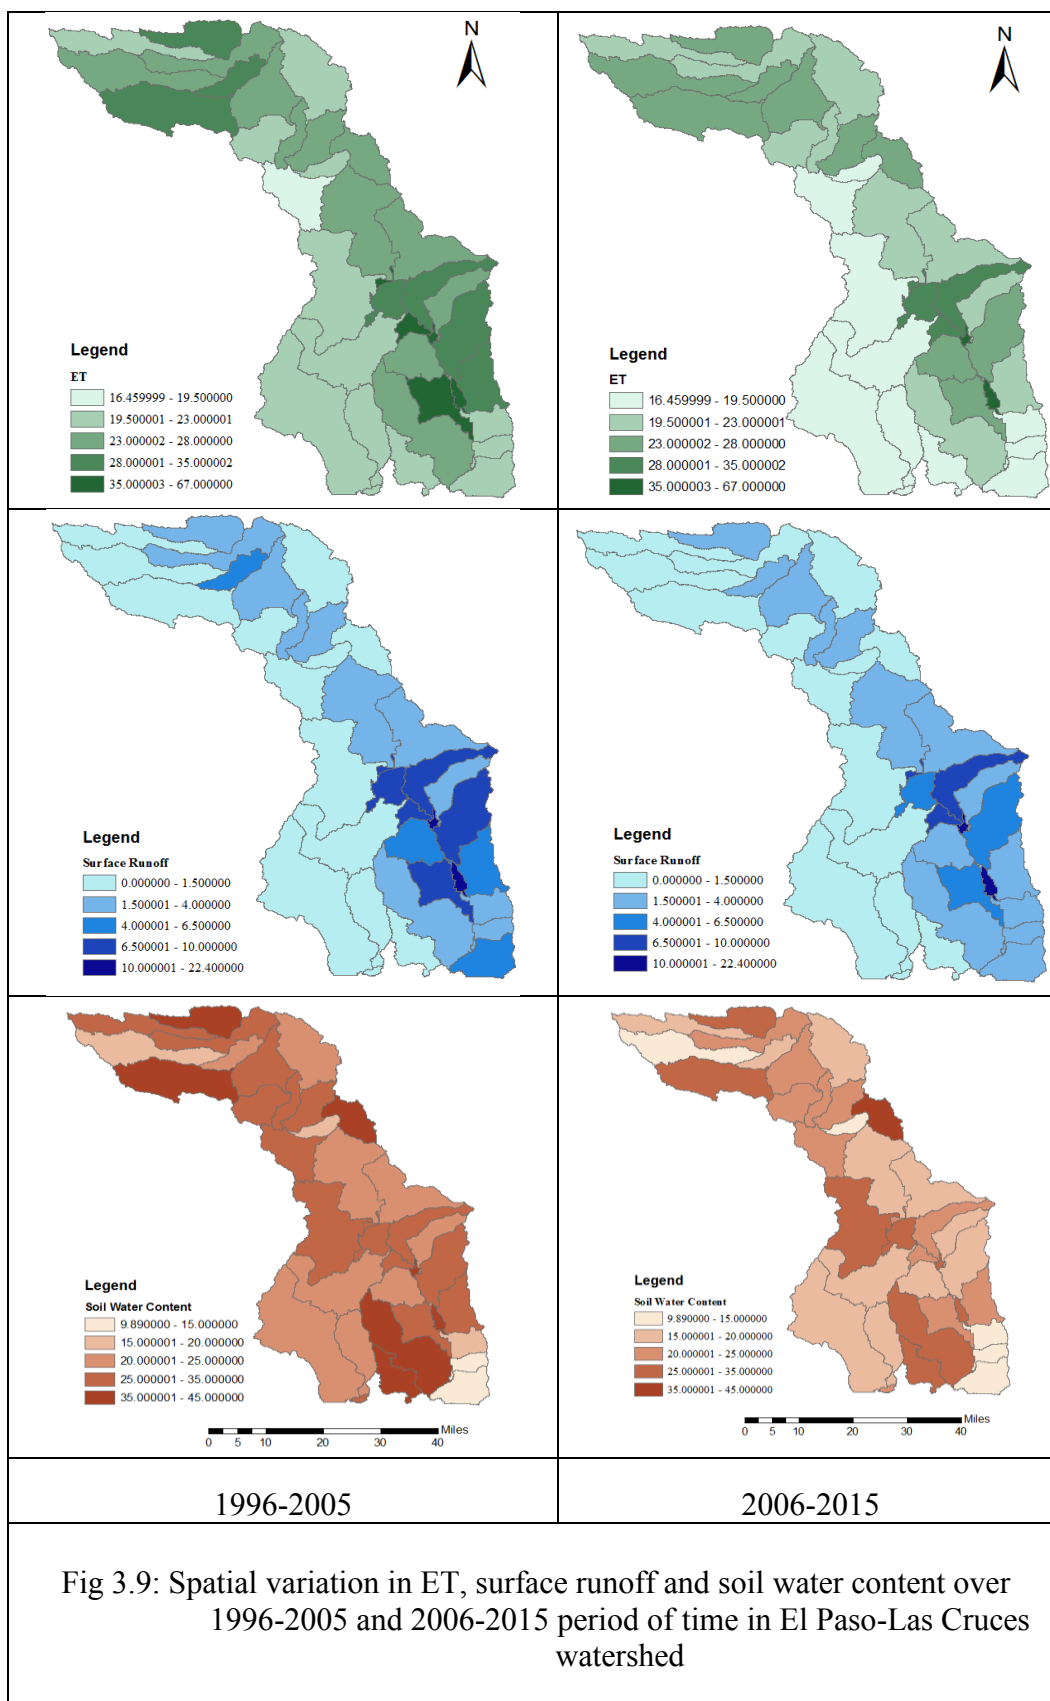 N
N
Legend
ET
16.459999 - 19.500000
19.500001 - 23.000001
23.000002 - 28.000000
28.000001 - 35.000002
35.000003 - 67.000000
Legend
ET
16.459999 - 19.500000
19.500001 - 23.000001
23.000002 - 28.000000
28.000001 - 35.000002
35.000003 - 67.000000
Legend
Surface Runoff
0.000000 - 1.500000
1.500001 - 4.000000
4.000001 - 6.500000
6.500001 - 10.000000
10.000001 - 22.400000
Legend
Surface Runoff
0.000000 - 1.500000
1.500001 - 4.000000
4.000001 - 6.500000
6.500001 - 10.000000
10.000001 - 22.400000
Legend
Soil Water Content
9.890000 - 15.000000
15.000001 - 20.000000
20.000001 - 25.000000
25.000001 - 35.000000
35.000001 - 45.000000
Miles
0 5 10 20 30 40
Legend
Soil Water Content
9.890000 - 15.000000
15.000001 - 20.000000
20.000001 - 25.000000
25.000001 - 35.000000
35.000001 - 45.000000
Miles
0 5 10 20 30 40
1996-2005
2006-2015
Fig 3.9: Spatial variation in ET, surface runoff and soil water content over
1996-2005 and 2006-2015 period of time in El Paso-Las Cruces
watershed